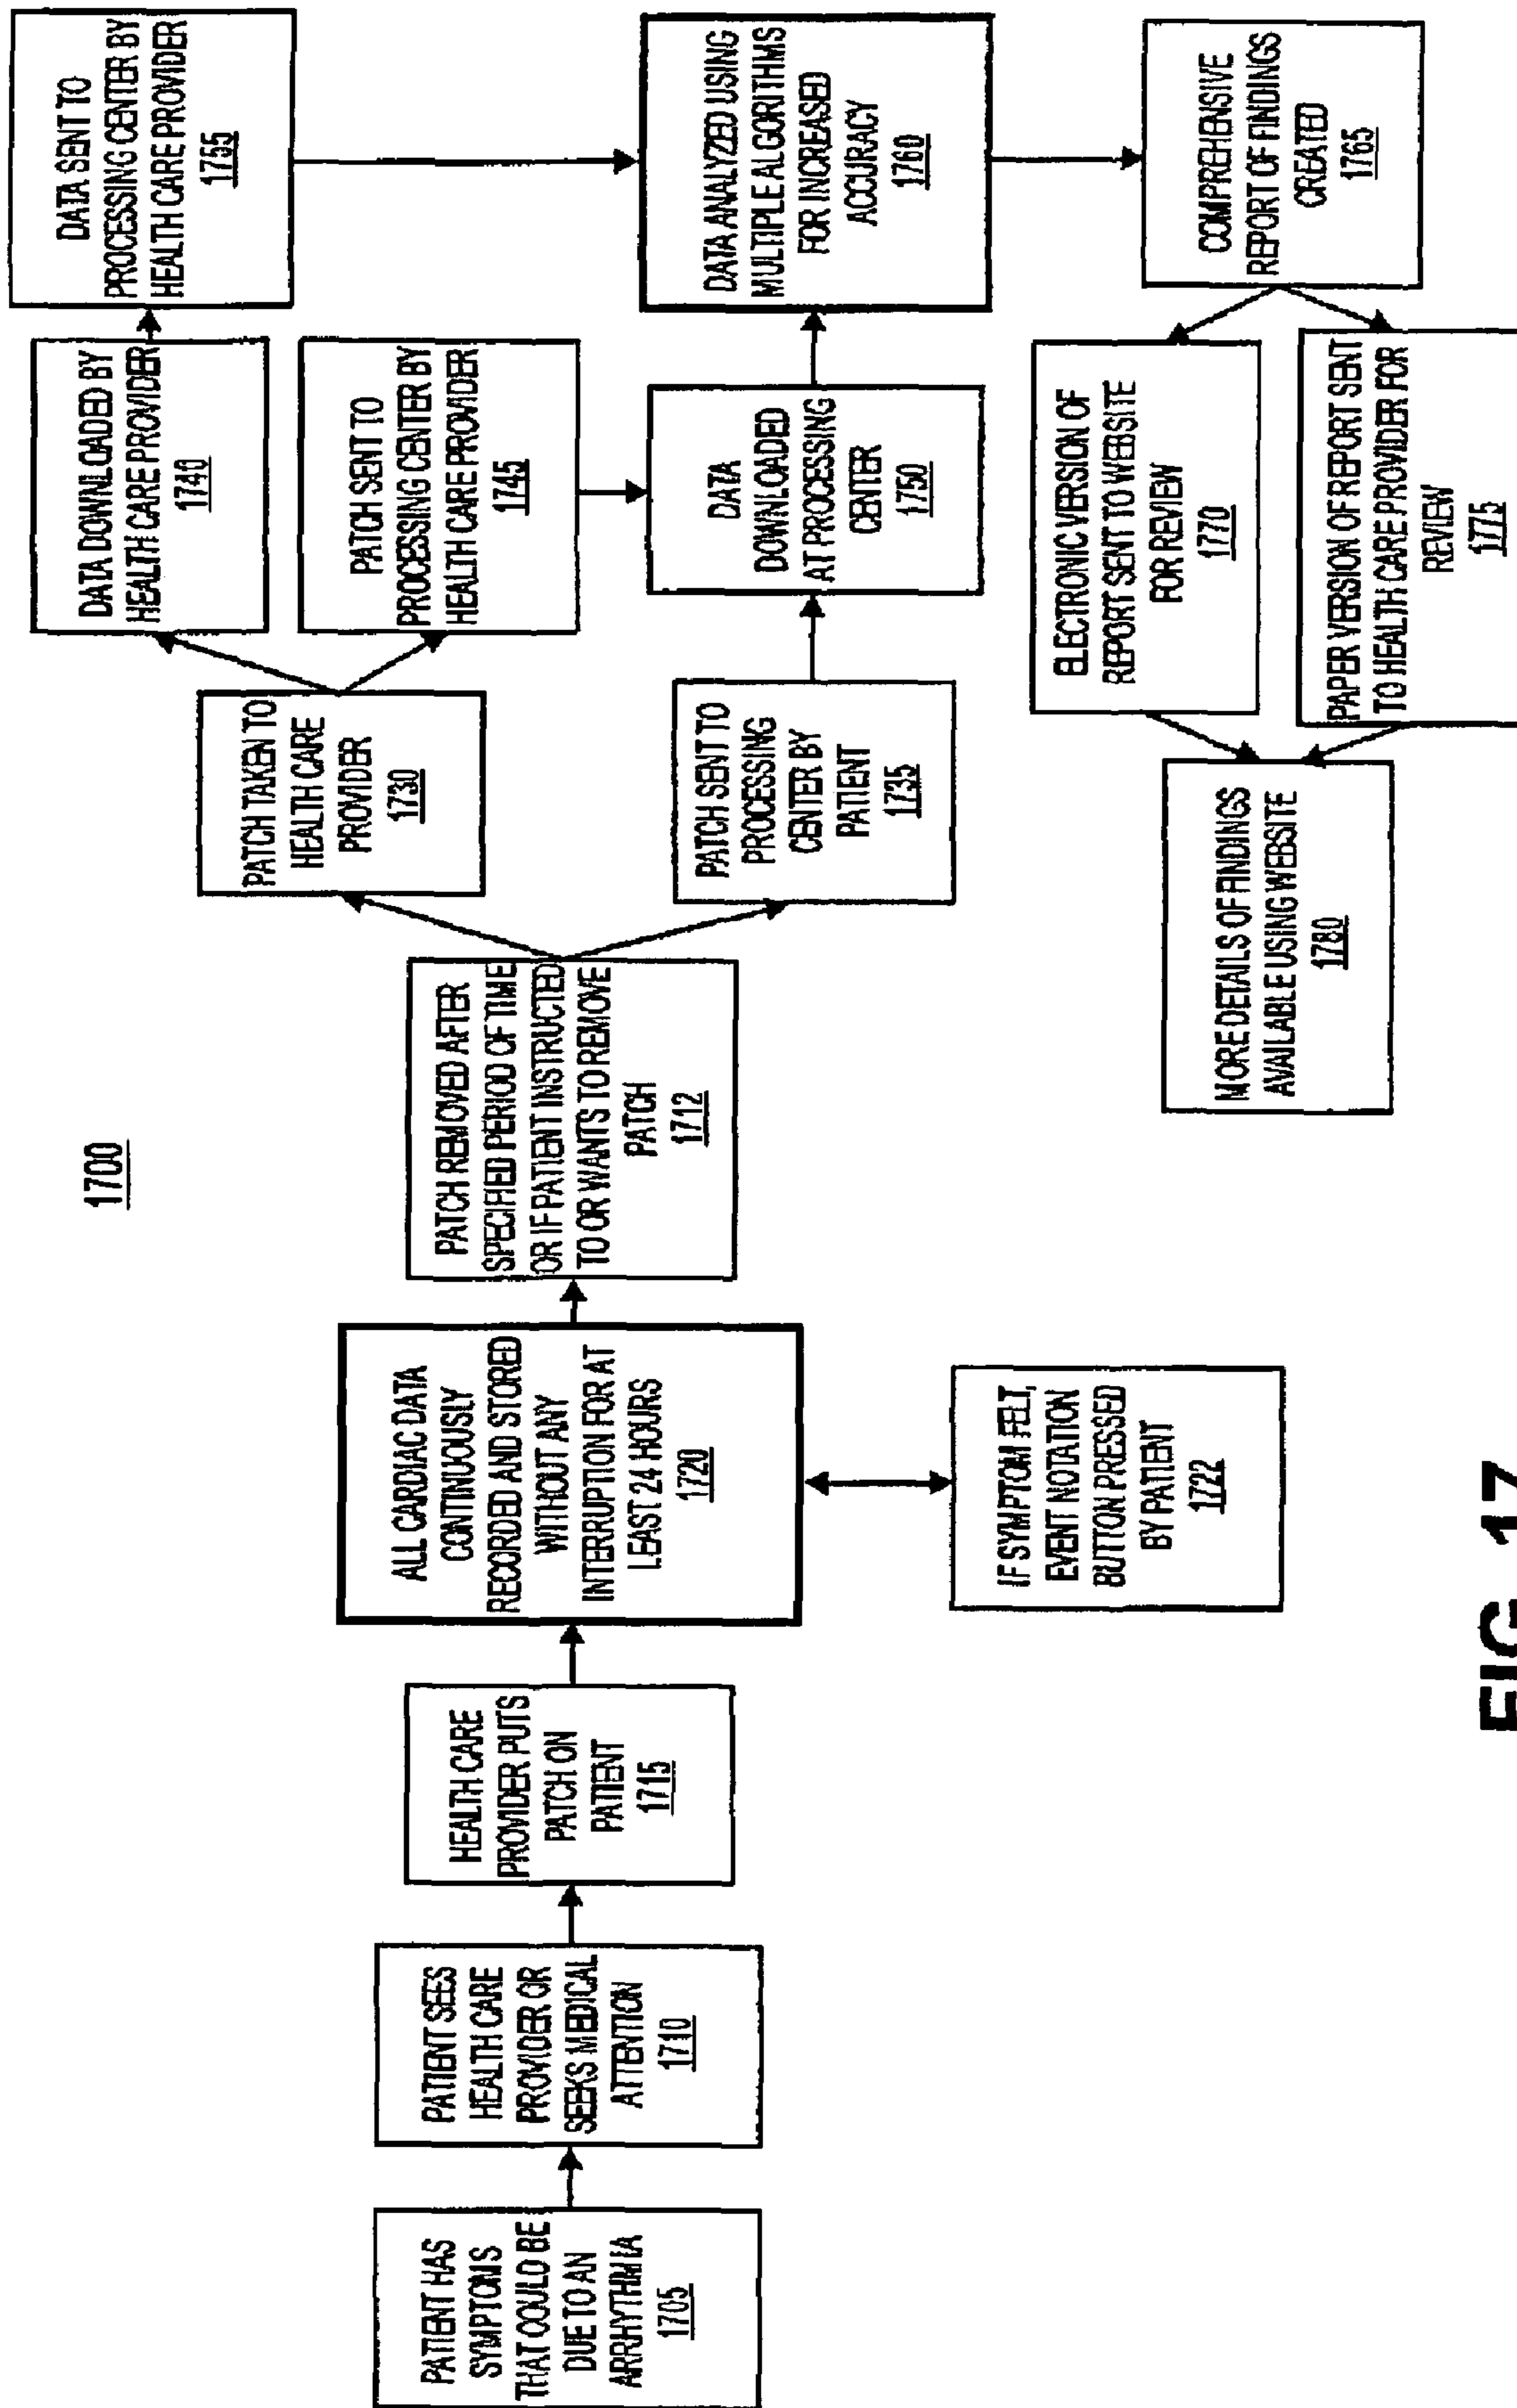 1700
PATIENT HAS
SYMPTOMS
THAT COULD BE
DUE TO AN
ARRHYTHMIA
1705
PATIENT SEES
HEALTH CARE
PROVIDER OR
SEEKS MEDICAL
ATTENTION
1710
HEALTH CARE
PROVIDER PUTS
PATCH ON
PATIENT
1715
ALL CARDIAC DATA
CONTINUOUSLY
RECORDED AND STORED
WITHOUT ANY
INTERRUPTION FOR AT
LEAST 24 HOURS
1720
IF SYMPTOM FELT,
EVENT NOTATION
BUTTON PRESSED
BY PATIENT
1722
PATCH REMOVED AFTER
SPECIFIED PERIOD OF TIME
OR IF PATIENT INSTRUCTED
TO OR WANTS TO REMOVE
PATCH
1712
PATCH TAKEN TO
HEALTH CARE
PROVIDER
1730
PATCH SENT TO
PROCESSING
CENTER BY
PATIENT
1735
DATA DOWNLOADED BY
HEALTH CARE PROVIDER
1740
PATCH SENT TO
PROCESSING CENTER BY
HEALTH CARE PROVIDER
1745
DATA
DOWNLOADED
AT PROCESSING
CENTER
1750
DATA SENT TO
PROCESSING CENTER BY
HEALTH CARE PROVIDER
1755
DATA ANALYZED USING
MULTIPLE ALGORITHMS
FOR INCREASED
ACCURACY
1760
COMPREHENSIVE
REPORT OF FINDINGS
CREATED
1765
ELECTRONIC VERSION OF
REPORT SENT TO WEBSITE
FOR REVIEW
1770
PAPER VERSION OF REPORT SENT
TO HEALTH CARE PROVIDER FOR
REVIEW
1775
MORE DETAILS OF FINDINGS
AVAILABLE USING WEBSITE
1780
FIG. 17